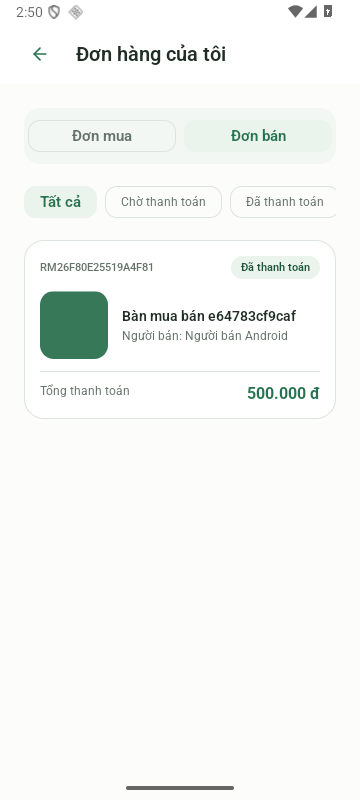 2:50
Đơn hàng của tôi
Đơn mua
Đơn bán
Tất cả
Chờ thanh toán
Đã thanh toán
RM26F80E25519A4F81
Đã thanh toán
Bàn mua bán e64783cf9caf
Người bán: Người bán Android
Tổng thanh toán
500.000 đ